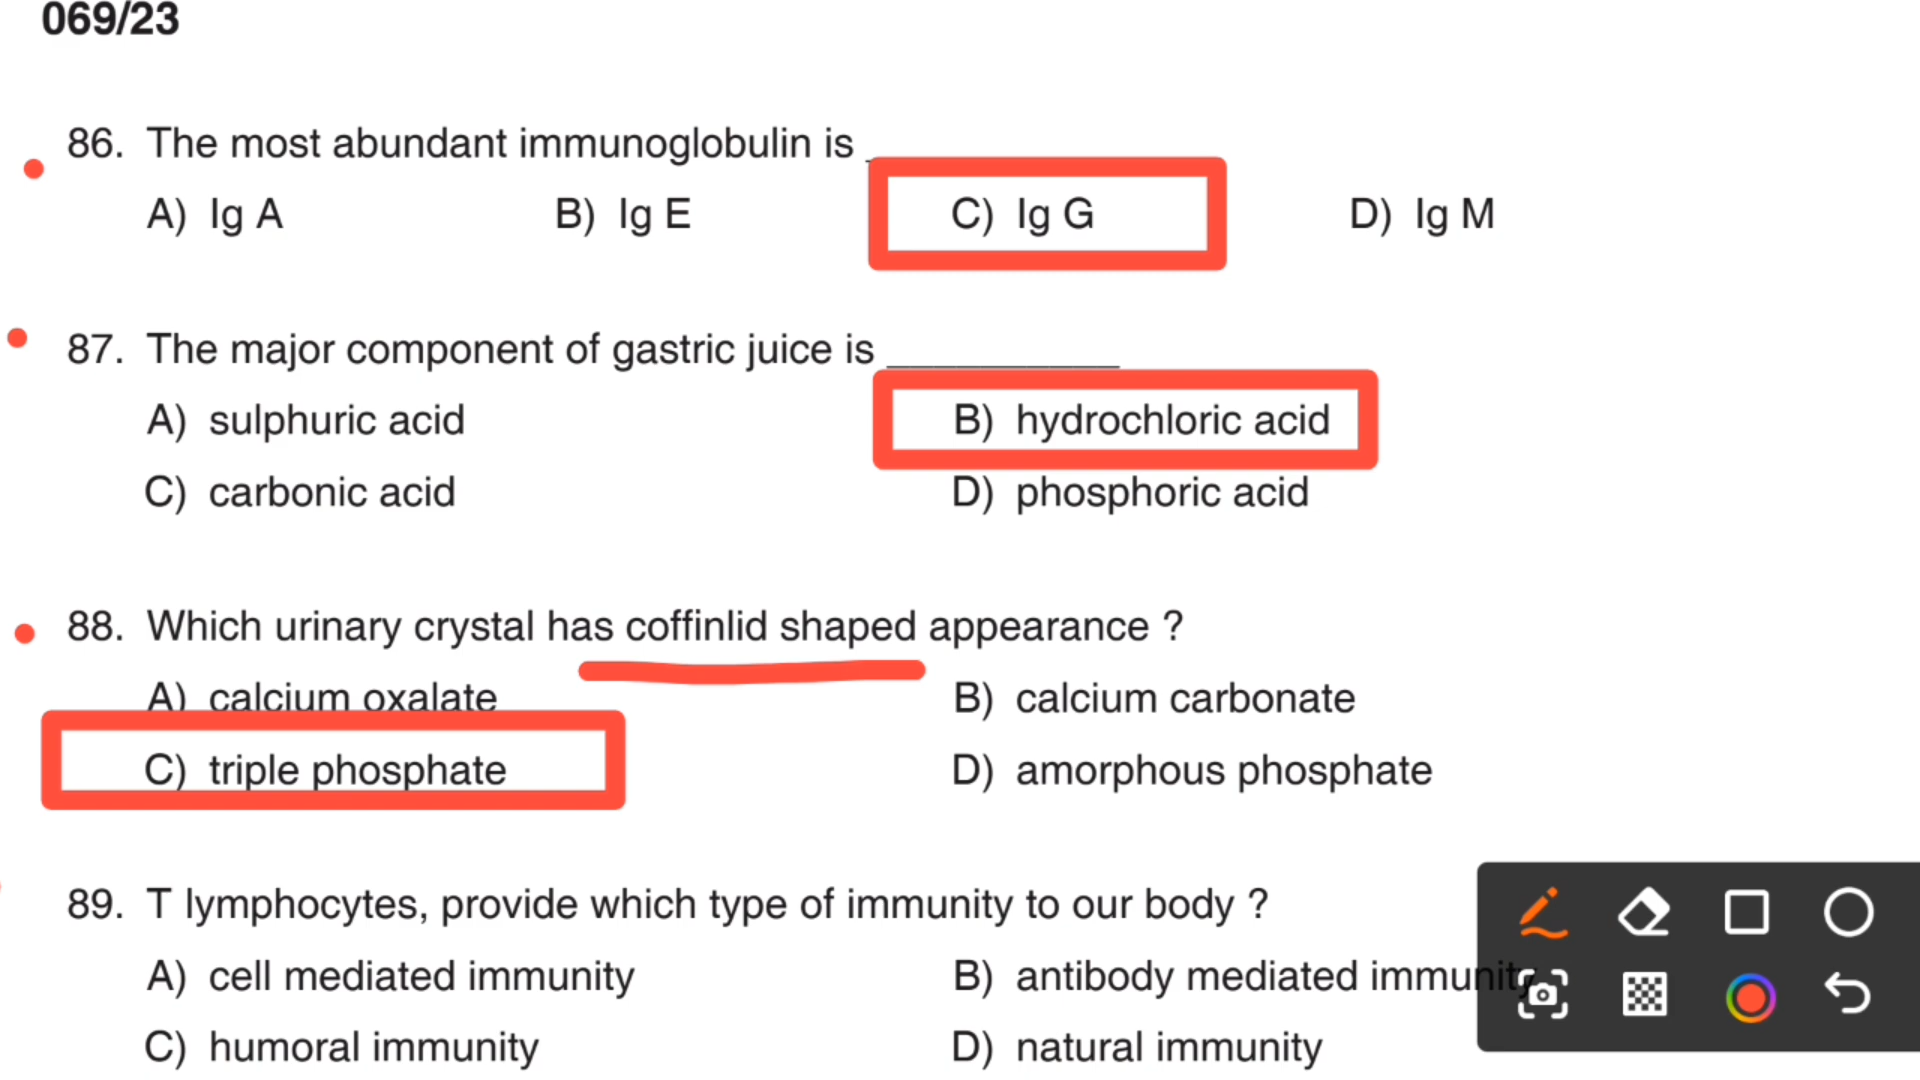 069/23
86. The most abundant immunoglobulin is _
A) Ig A B) Ig E C) Ig G D) Ig M
87. The major component of gastric juice is __________
A) sulphuric acid B) hydrochloric acid
C) carbonic acid D) phosphoric acid
88. Which urinary crystal has coffinlid shaped appearance ?
A) calcium oxalate B) calcium carbonate
C) triple phosphate D) amorphous phosphate
89. T lymphocytes, provide which type of immunity to our body ?
A) cell mediated immunity B) antibody mediated immunity
C) humoral immunity D) natural immunity